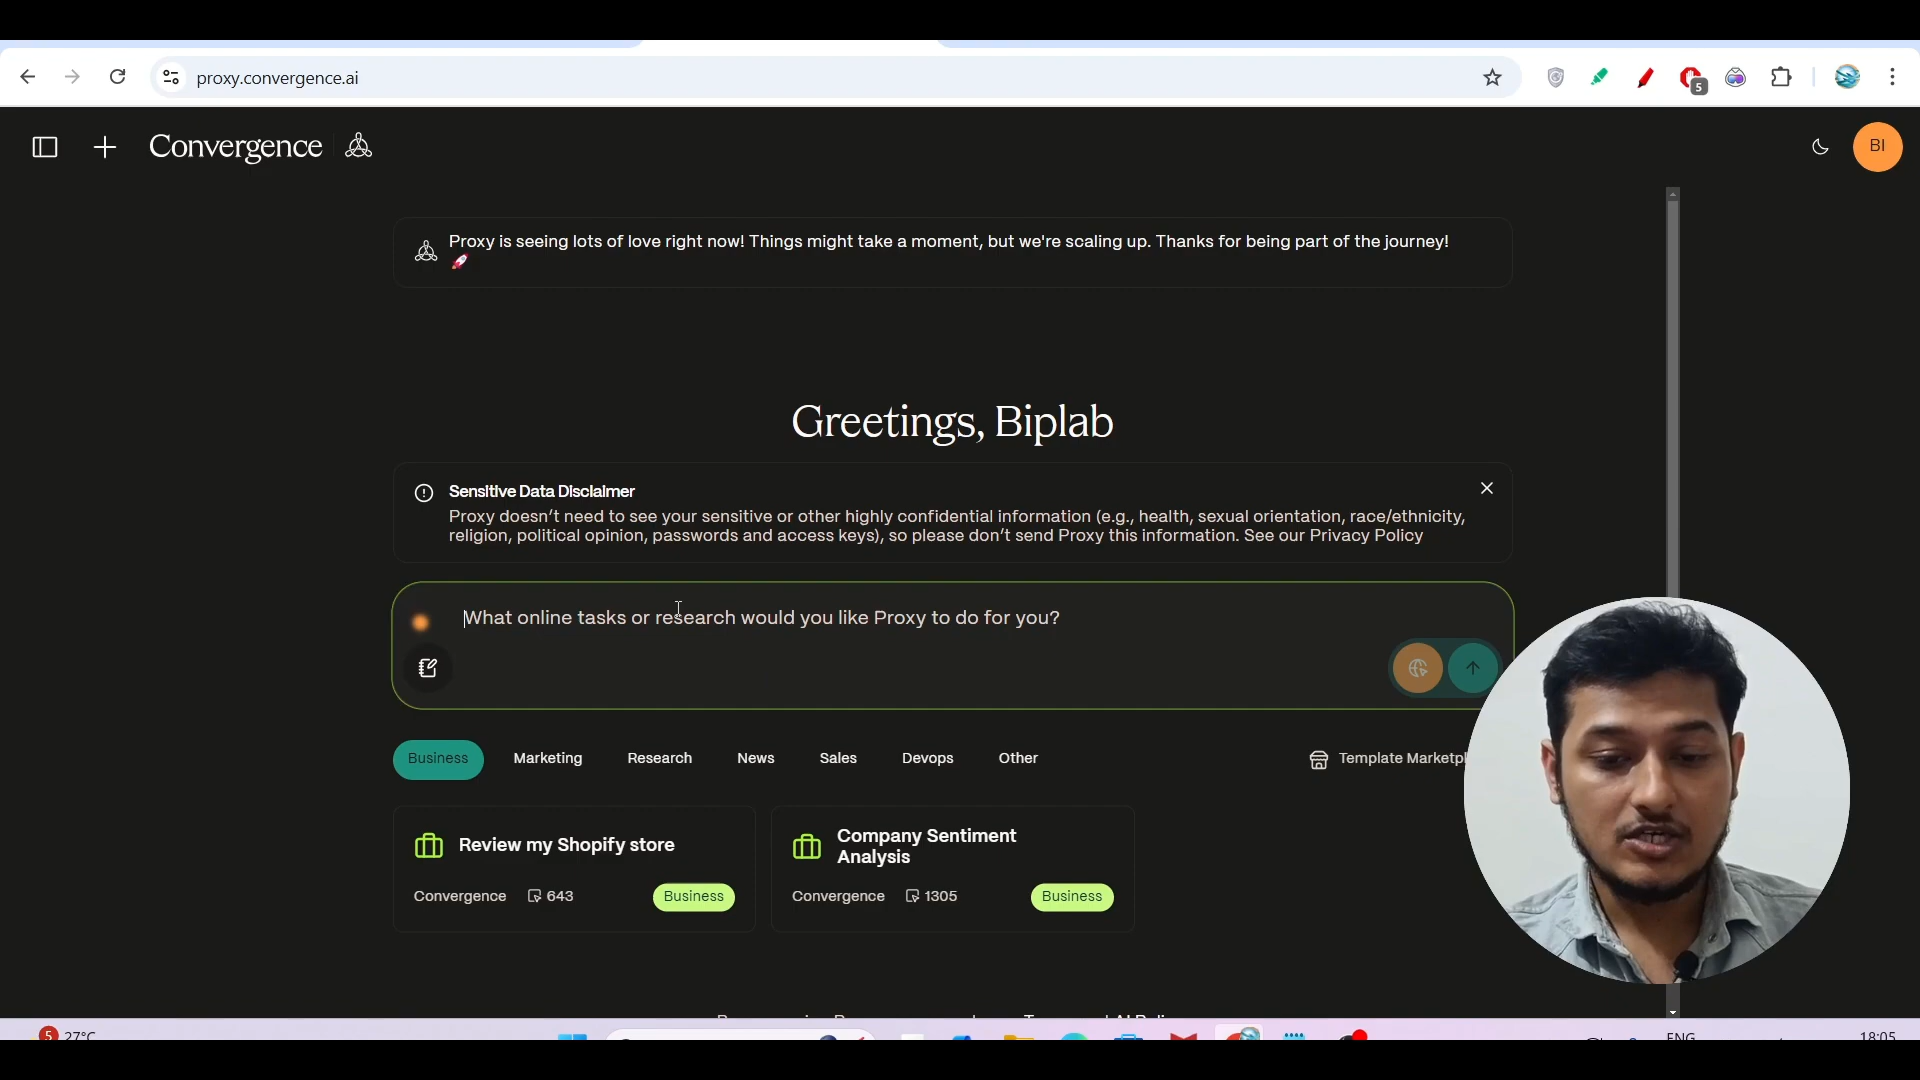 proxy.convergence.ai
5
Convergence
BI
Proxy is seeing lots of love right now! Things might take a moment, but we're scaling up. Thanks for being part of the journey!
🚀
Greetings, Biplab
Sensitive Data Disclaimer
Proxy doesn’t need to see your sensitive or other highly confidential information (e.g., health, sexual orientation, race/ethnicity,
religion, political opinion, passwords and access keys), so please don’t send Proxy this information. See our Privacy Policy
What online tasks or research would you like Proxy to do for you?
Business Marketing Research News Sales Devops Other Template Marketpl
Review my Shopify store
Convergence 643 Business
Company Sentiment
Analysis
Convergence 1305 Business
5 27°C ENG 18:05